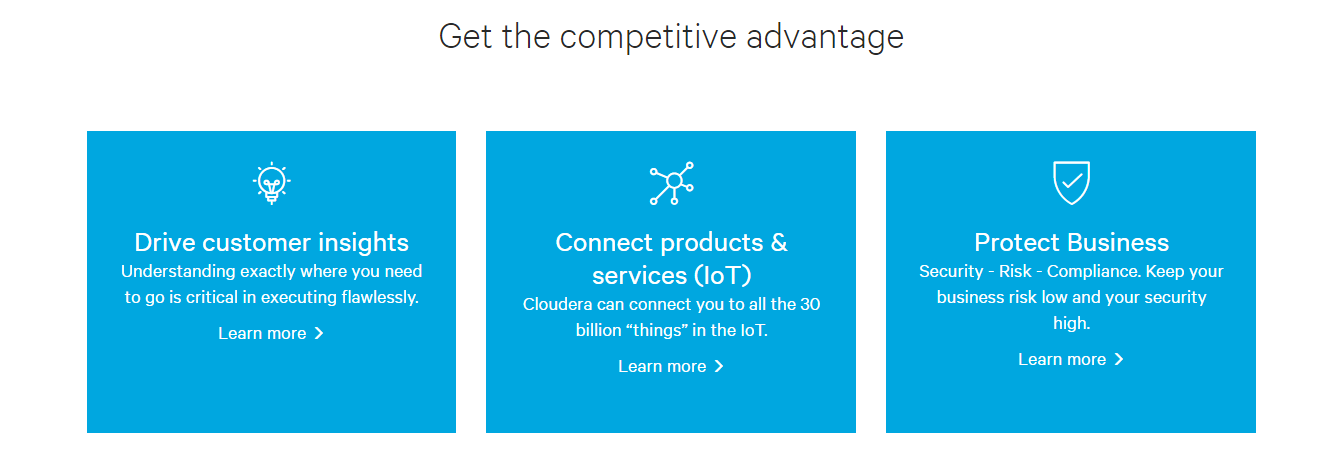 Get the competitive advantage
Drive customer insights
Understanding exactly where you need
to go is critical in executing flawlessly.
Learn more
Connect products &
services (IoT)
Cloudera can connect you to all the 30
billion “things” in the IoT.
Learn more
Protect Business
Security - Risk - Compliance. Keep your
business risk low and your security
high.
Learn more